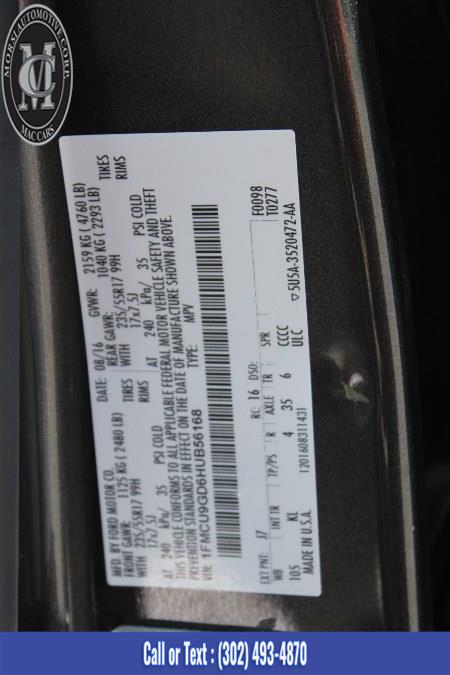 MORSI AUTOMOTIVE CORP.
MAC CARS
MFD. BY FORD MOTOR CO. DATE: 08/16 GVWR: 2159 KG ( 4760 LB)
FRONT GAWR: 1125 KG ( 2480 LB) REAR GAWR: 1040 KG ( 2293 LB)
WITH 235/55R17 99H TIRES WITH 235/55R17 99H TIRES
17x7.5J RIMS 17x7.5J RIMS
AT 240 kPa/ 35 PSI COLD AT 240 kPa/ 35 PSI COLD
THIS VEHICLE CONFORMS TO ALL APPLICABLE FEDERAL MOTOR VEHICLE SAFETY AND THEFT
PREVENTION STANDARDS IN EFFECT ON THE DATE OF MANUFACTURE SHOWN ABOVE.
VIN: 1FMCU9GD6HUB56168 TYPE: MPV
F0098
T0277
EXT PNT: J7 RC: 16 DSO:
WB INT TR TP/PS R AXLE TR SPR
105 KL 4 35 6 CCCC
MADE IN U.S.A. 1201608311431 ULC
▽ 5U5A-3520472-AA
Call or Text : (302) 493-4870